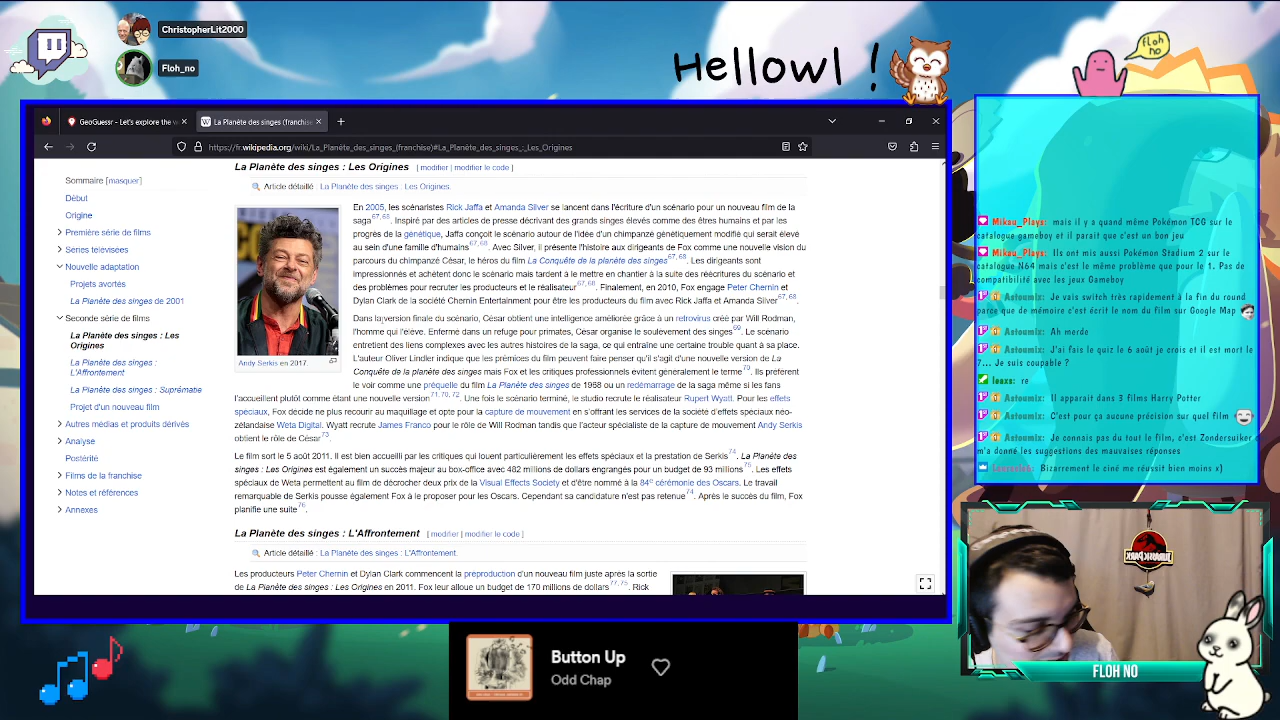 ChristopherLit2000
Floh_no
Hellowl !
floh
no
GeoGuessr - Let's explore the w
La Planète des singes (franchise
https://fr.wikipedia.org/wiki/La_Planète_des_singes_(franchise)#La_Planète_des_singes_:_Les_Origines
Sommaire [masquer]
Début
Origine
Première série de films
Séries télévisées
Nouvelle adaptation
Projets avortés
La Planète des singes de 2001
Seconde série de films
La Planète des singes : Les
Origines
La Planète des singes :
L'Affrontement
La Planète des singes : Suprématie
Projet d'un nouveau film
Autres médias et produits dérivés
Analyse
Postérité
Films de la franchise
Notes et références
Annexes
La Planète des singes : Les Origines [ modifier | modifier le code ]
Article détaillé : La Planète des singes : Les Origines.
Andy Serkis en 2017.
En 2005, les scénaristes Rick Jaffa et Amanda Silver se lancent dans l'écriture d'un scénario pour un nouveau film de la
saga67, 68. Inspiré par des articles de presse décrivant des grands singes élevés comme des êtres humains et par les
progrès de la génétique, Jaffa conçoit le scénario autour de l'idée d'un chimpanzé génétiquement modifié qui serait élevé
au sein d'une famille d'humains67, 68. Avec Silver, il présente l'histoire aux dirigeants de Fox comme une nouvelle vision
du parcours du chimpanzé César, le héros du film La Conquête de la planète des singes67, 68. Les dirigeants sont
impressionnés et achètent donc le scénario mais tardent à le mettre en chantier à la suite des réécritures du scénario et
des problèmes pour recruter les producteurs et le réalisateur67, 68. Finalement, en 2010, Fox engage Peter Chernin et
Dylan Clark de la société Chernin Entertainment pour être les producteurs du film avec Rick Jaffa et Amanda Silver67, 68.
Dans la version finale du scénario, César obtient une intelligence améliorée grâce à un retrovirus créé par Will Rodman,
l'homme qui l'élève. Enfermé dans un refuge pour primates, César organise le soulèvement des singes69. Le scénario
entretient des liens complexes avec les autres histoires de la saga, ce qui entraîne une certaine trouble quant à sa place.
L'auteur Oliver Lindler indique que les prémices du film peuvent faire penser qu'il s'agit d'une nouvelle version de La
Conquête de la planète des singes mais Fox et les critiques professionnels évitent généralement le terme70. Ils préfèrent
le voir comme une préquelle du film La Planète des singes de 1968 ou un redémarrage de la saga même si les fans
l'accueillent plutôt comme étant une nouvelle version71, 70, 72. Une fois le scénario terminé, le studio recrute le réalisateur Rupert Wyatt. Pour les effets
spéciaux, Fox décide ne plus recourir au maquillage et opte pour la capture de mouvement en s'offrant les services de la société d'effets spéciaux néo-
zélandaise Weta Digital. Wyatt recrute James Franco pour le rôle de Will Rodman tandis que l'acteur spécialiste de la capture de mouvement Andy Serkis
obtient le rôle de César73.
Le film sort le 5 août 2011. Il est bien accueilli par les critiques qui louent particulièrement les effets spéciaux et la prestation de Serkis74. La Planète des
singes : Les Origines est également un succès majeur au box-office avec 482 millions de dollars engrangés pour un budget de 93 millions75. Les effets
spéciaux de Weta permettent au film de décrocher deux prix de la Visual Effects Society et d'être nommé à la 84e cérémonie des Oscars. Le travail
remarquable de Serkis pousse également Fox à le proposer pour les Oscars. Cependant sa candidature n'est pas retenue74. Après le succès du film, Fox
planifie une suite76.
La Planète des singes : L'Affrontement [ modifier | modifier le code ]
Article détaillé : La Planète des singes : L'Affrontement.
Les producteurs Peter Chernin et Dylan Clark commencent la préproduction d'un nouveau film juste après la sortie
de La Planète des singes : Les Origines en 2011. Fox leur alloue un budget de 170 millions de dollars77, 75. Rick
Mikau_Plays: mais il y a quand même Pokémon TCG sur le
catalogue gameboy et il parait que c'est un bon jeu
Mikau_Plays: Ils ont mis aussi Pokémon Stadium 2 sur le
catalogue N64 mais c'est le même problème que pour le 1. Pas de
compatibilité avec les jeux Gameboy
Astoumix: Je vais switch très rapidement à la fin du round
parce que de mémoire c'est écrit le nom du film sur Google Map
Astoumix: Ah merde
Astoumix: J'ai fais le quiz le 6 août je crois et il est mort le
7... Je suis coupable ?
loaxs: re
Astoumix: Il apparait dans 3 films Harry Potter
Astoumix: C'est pour ça aucune précision sur quel film
Astoumix: Je connais pas du tout le film, c'est Zondersuiker
m'a donné les suggestions des mauvaises réponses
Bizarrement le ciné me réussit bien moins x)
JURASSIC PARK
FLOH NO
Button Up
Odd Chap